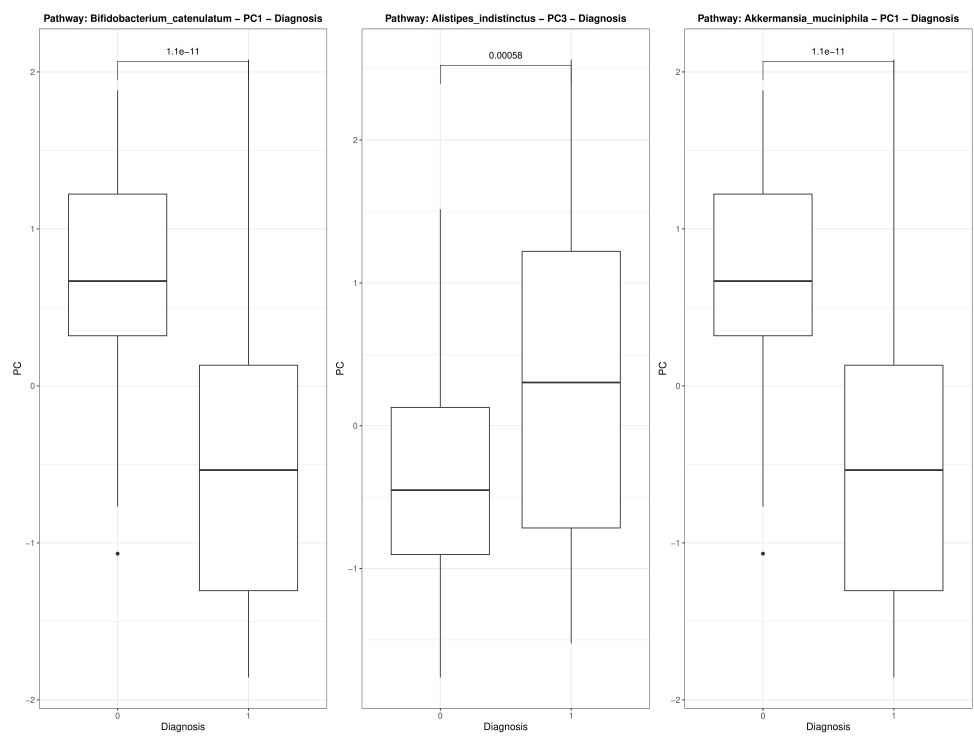 Pathway: Bifidobacterium_catenulatum − PC1 − Diagnosis
1.1e−11
2
1
0
−1
−2
PC
0 1
Diagnosis
Pathway: Alistipes_indistinctus − PC3 − Diagnosis
0.00058
2
1
0
−1
PC
0 1
Diagnosis
Pathway: Akkermansia_muciniphila − PC1 − Diagnosis
1.1e−11
2
1
0
−1
−2
PC
0 1
Diagnosis